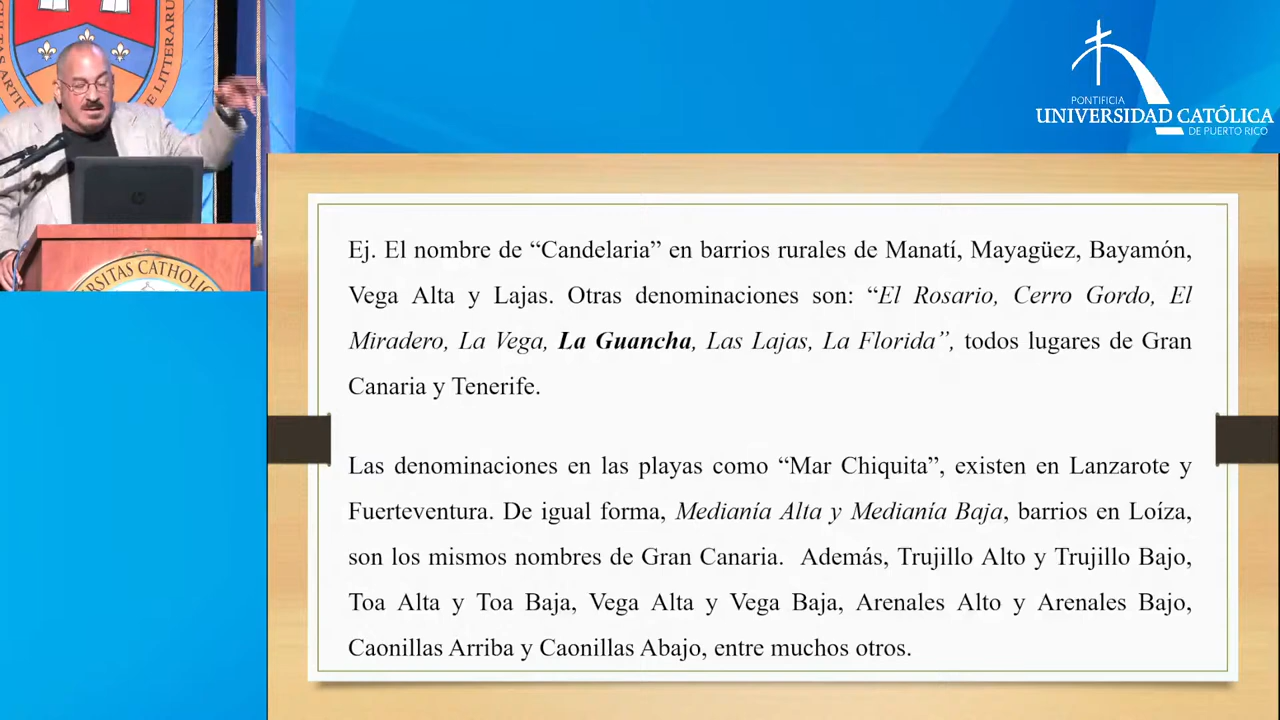 PONTIFICIA
UNIVERSIDAD CATÓLICA
DE PUERTO RICO
Ej. El nombre de “Candelaria” en barrios rurales de Manatí, Mayagüez, Bayamón,
Vega Alta y Lajas. Otras denominaciones son: “El Rosario, Cerro Gordo, El
Miradero, La Vega, La Guancha, Las Lajas, La Florida”, todos lugares de Gran
Canaria y Tenerife.
Las denominaciones en las playas como “Mar Chiquita”, existen en Lanzarote y
Fuerteventura. De igual forma, Medianía Alta y Medianía Baja, barrios en Loíza,
son los mismos nombres de Gran Canaria. Además, Trujillo Alto y Trujillo Bajo,
Toa Alta y Toa Baja, Vega Alta y Vega Baja, Arenales Alto y Arenales Bajo,
Caonillas Arriba y Caonillas Abajo, entre muchos otros.
LITTERARU
SITAS CATHOLIC
hp